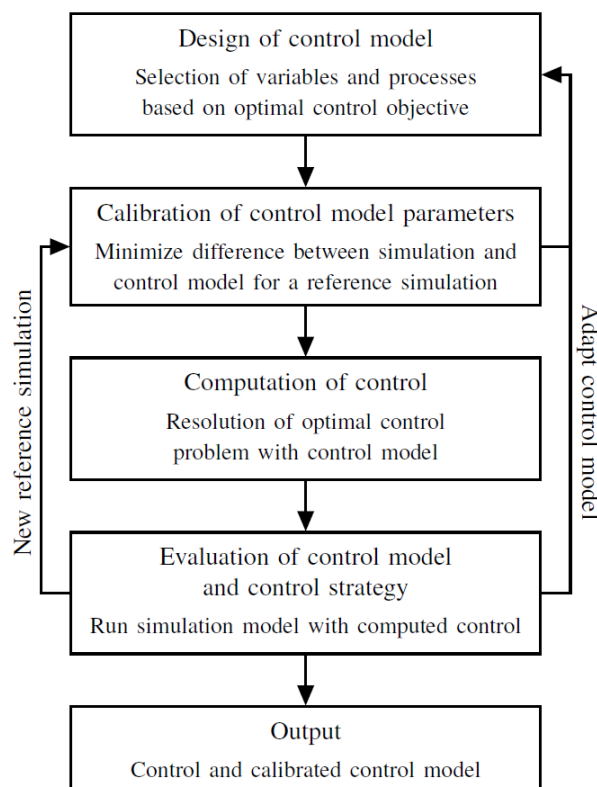 Design of control model
Selection of variables and processes
based on optimal control objective
Calibration of control model parameters
Minimize difference between simulation and
control model for a reference simulation
Computation of control
Resolution of optimal control
problem with control model
Evaluation of control model
and control strategy
Run simulation model with computed control
Output
Control and calibrated control model
New reference simulation
Adapt control model